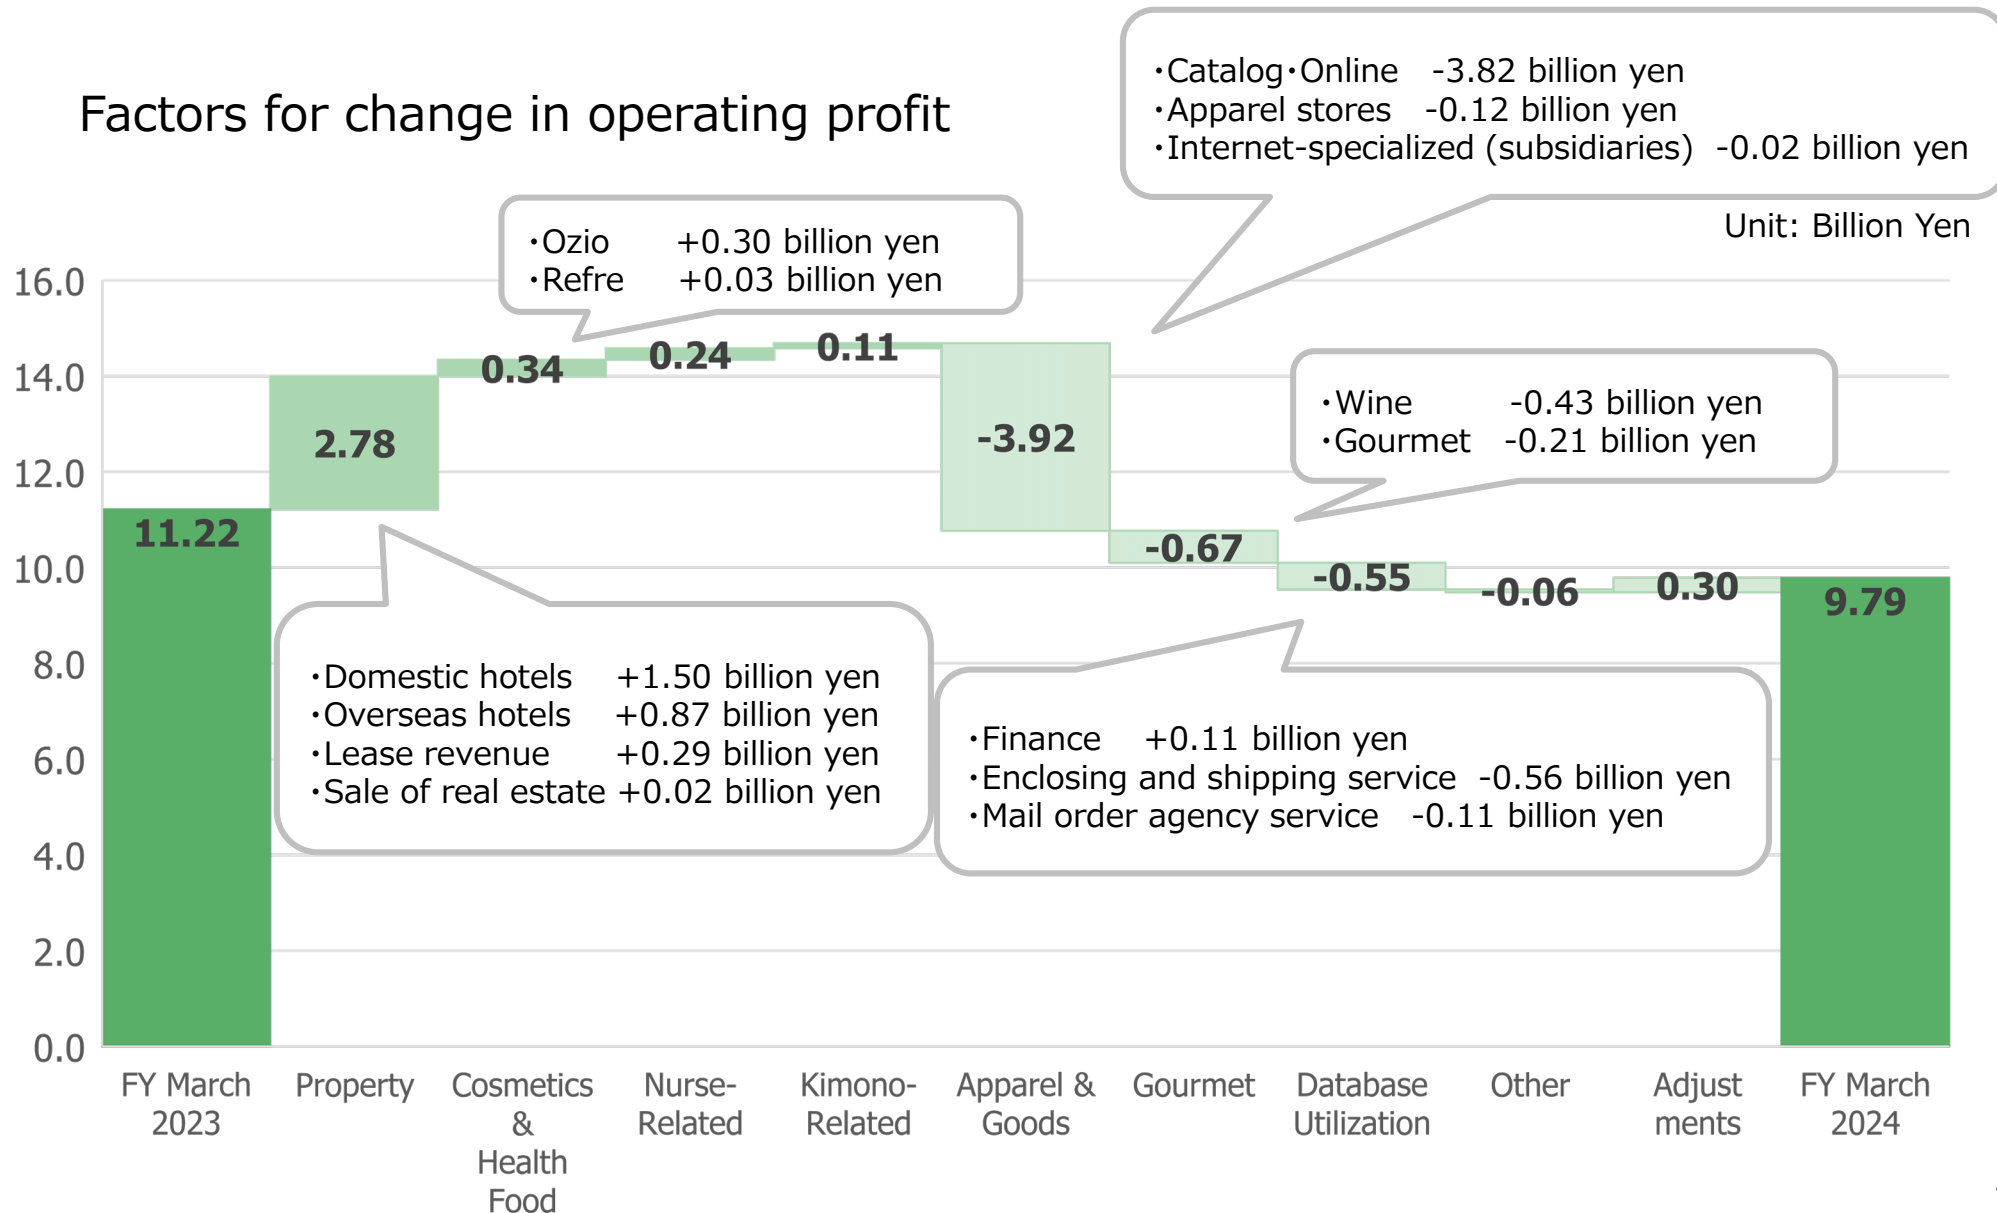 Factors for change in operating profit
・Catalog・Online -3.82 billion yen
・Apparel stores -0.12 billion yen
・Internet-specialized (subsidiaries) -0.02 billion yen
Unit: Billion Yen
・Ozio +0.30 billion yen
・Refre +0.03 billion yen
・Wine -0.43 billion yen
・Gourmet -0.21 billion yen
・Domestic hotels +1.50 billion yen
・Overseas hotels +0.87 billion yen
・Lease revenue +0.29 billion yen
・Sale of real estate +0.02 billion yen
・Finance +0.11 billion yen
・Enclosing and shipping service -0.56 billion yen
・Mail order agency service -0.11 billion yen
16.0
14.0
12.0
10.0
8.0
6.0
4.0
2.0
0.0
11.22
2.78
0.34
0.24
0.11
-3.92
-0.67
-0.55
-0.06
0.30
9.79
FY March
2023
Property
Cosmetics
&
Health
Food
Nurse-
Related
Kimono-
Related
Apparel &
Goods
Gourmet
Database
Utilization
Other
Adjust
ments
FY March
2024